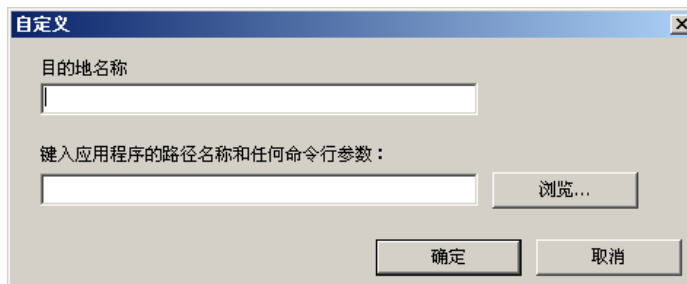 自定义
目的地名称
键入应用程序的路径名称和任何命令行参数：
浏览...
确定
取消